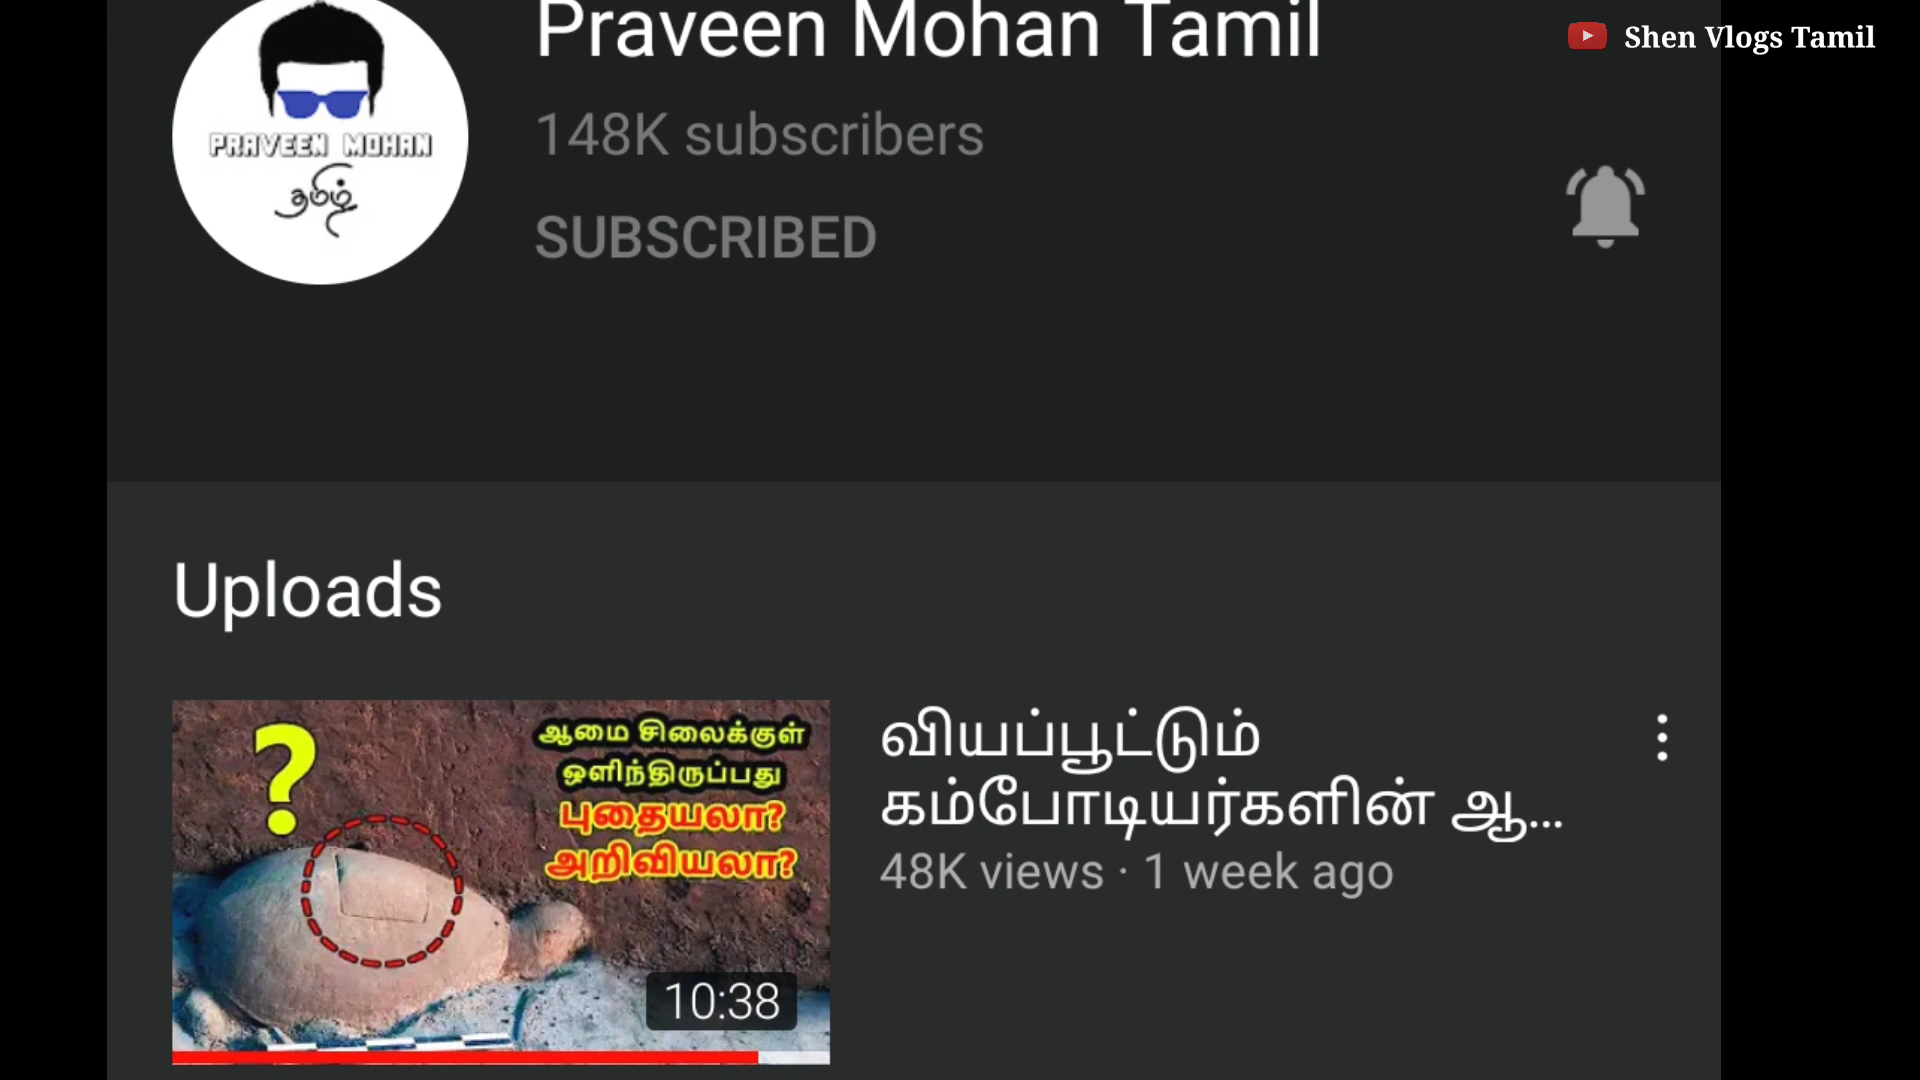 Praveen Mohan Tamil
Shen Vlogs Tamil
PRAVEEN MOHAN
தமிழ்
148K subscribers
SUBSCRIBED
Uploads
?
ஆமை சிலைக்குள்
ஒளிந்திருப்பது
புதையலா?
அறிவியலா?
10:38
வியப்பூட்டும்
கம்போடியர்களின் ஆ...
48K views · 1 week ago